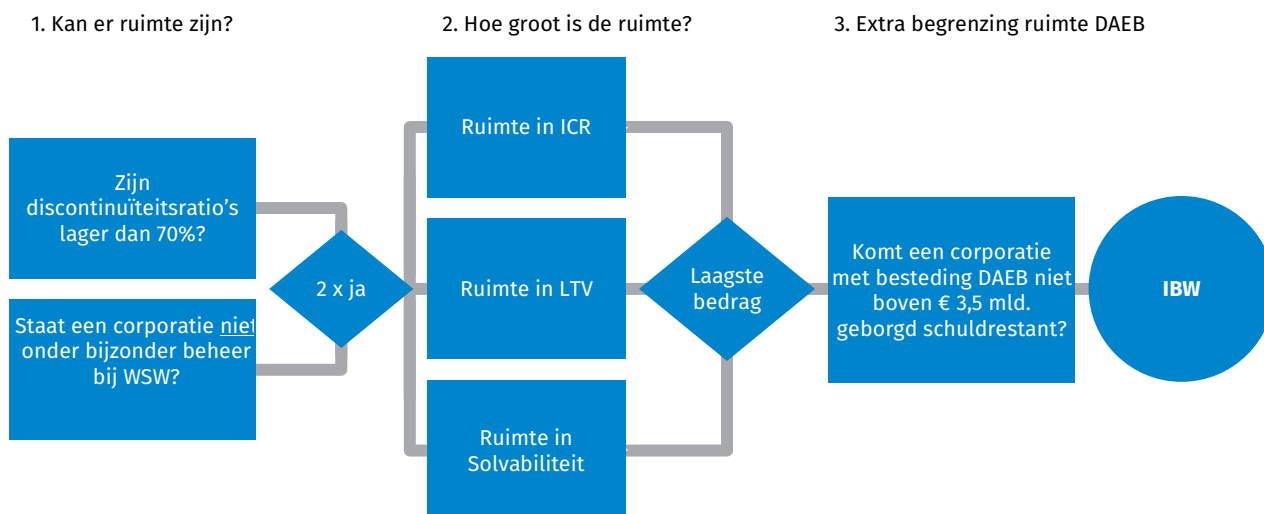 1. Kan er ruimte zijn?
2. Hoe groot is de ruimte?
3. Extra begrenzing ruimte DAEB
Zijn
discontinuïteitsratio’s
lager dan 70%?
Staat een corporatie niet
onder bijzonder beheer
bij WSW?
2 x ja
Ruimte in ICR
Ruimte in LTV
Ruimte in
Solvabiliteit
Laagste
bedrag
Komt een corporatie
met besteding DAEB niet
boven € 3,5 mld.
geborgd schuldrestant?
IBW